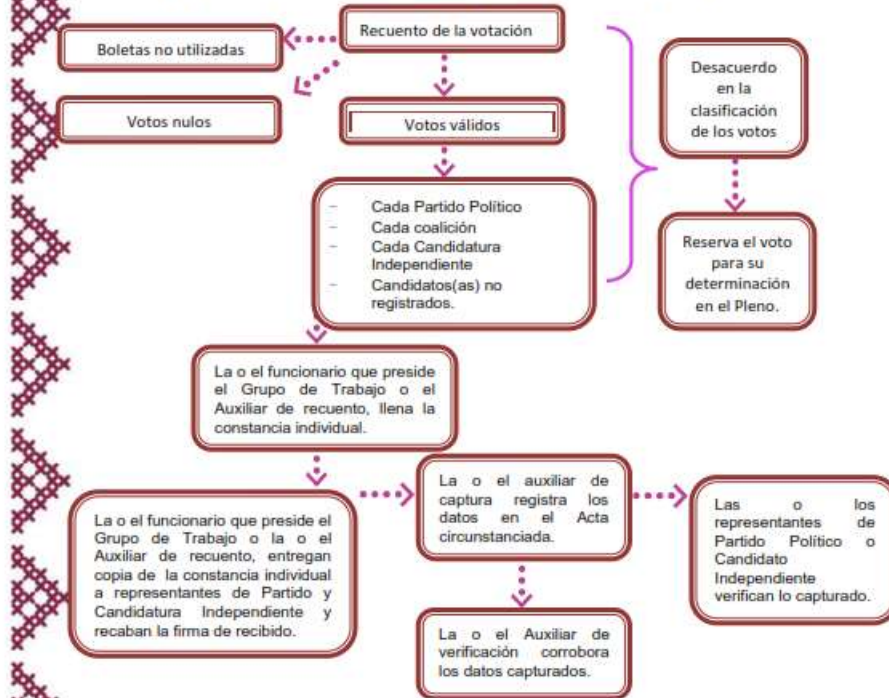 Recuento de la votación
Boletas no utilizadas
Votos nulos
Votos válidos
Desacuerdo
en la
clasificación
de los votos
– Cada Partido Político
– Cada coalición
– Cada Candidatura
Independiente
– Candidatos(as) no
registrados.
Reserva el voto
para su
determinación
en el Pleno.
La o el funcionario que preside
el Grupo de Trabajo o el
Auxiliar de recuento, llena la
constancia individual.
La o el funcionario que preside el
Grupo de Trabajo o la o el
Auxiliar de recuento, entregan
copia de la constancia individual
a representantes de Partido y
Candidatura Independiente y
recaban la firma de recibido.
La o el auxiliar de
captura registra los
datos en el Acta
circunstanciada.
Las o los
representantes de
Partido Político o
Candidato
Independiente
verifican lo capturado.
La o el Auxiliar de
verificación corrobora
los datos capturados.